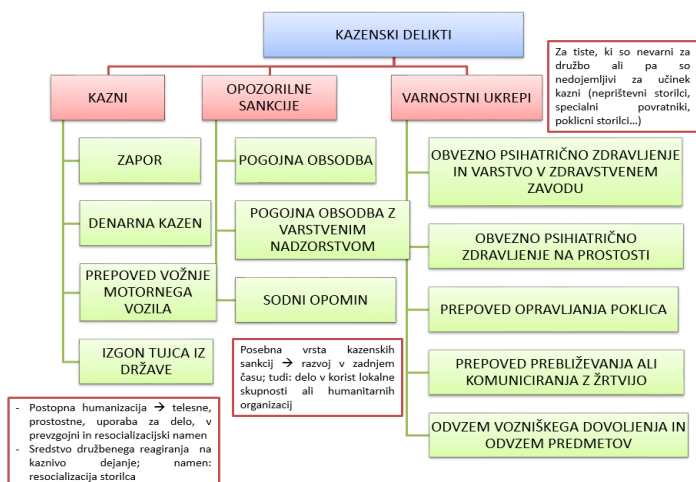 KAZENSKI DELIKTI
Za tiste, ki so nevarni za
družbo ali pa so
nedojemljivi za učinek
kazni (neprištevni storilci,
specialni povratniki,
poklicni storilci...)
KAZNI
ZAPOR
DENARNA KAZEN
PREPOVED VOŽNJE
MOTORNEGA
VOZILA
IZGON TUJCA IZ
DRŽAVE
- Postopna humanizacija → telesne,
prostostne, uporaba za delo, v
prevzgojni in resocializacijski namen
- Sredstvo družbenega reagiranja na
kaznivo dejanje; namen:
resocializacija storilca
OPOZORILNE
SANKCIJE
POGOJNA OBSODBA
POGOJNA OBSODBA Z
VARSTVENIM
NADZORSTVOM
SODNI OPOMIN
Posebna vrsta kazenskih
sankcij → razvoj v zadnjem
času; tudi: delo v korist lokalne
skupnosti ali humanitarnih
organizacij
VARNOSTNI UKREPI
OBVEZNO PSIHATRIČNO ZDRAVLJENJE
IN VARSTVO V ZDRAVSTVENEM
ZAVODU
OBVEZNO PSIHIATRIČNO
ZDRAVLJENJE NA PROSTOSTI
PREPOVED OPRAVLJANJA POKLICA
PREPOVED PREBLIŽEVANJA ALI
KOMUNICIRANJA Z ŽRTVIJO
ODVZEM VOZNIŠKEGA DOVOLJENJA IN
ODVZEM PREDMETOV